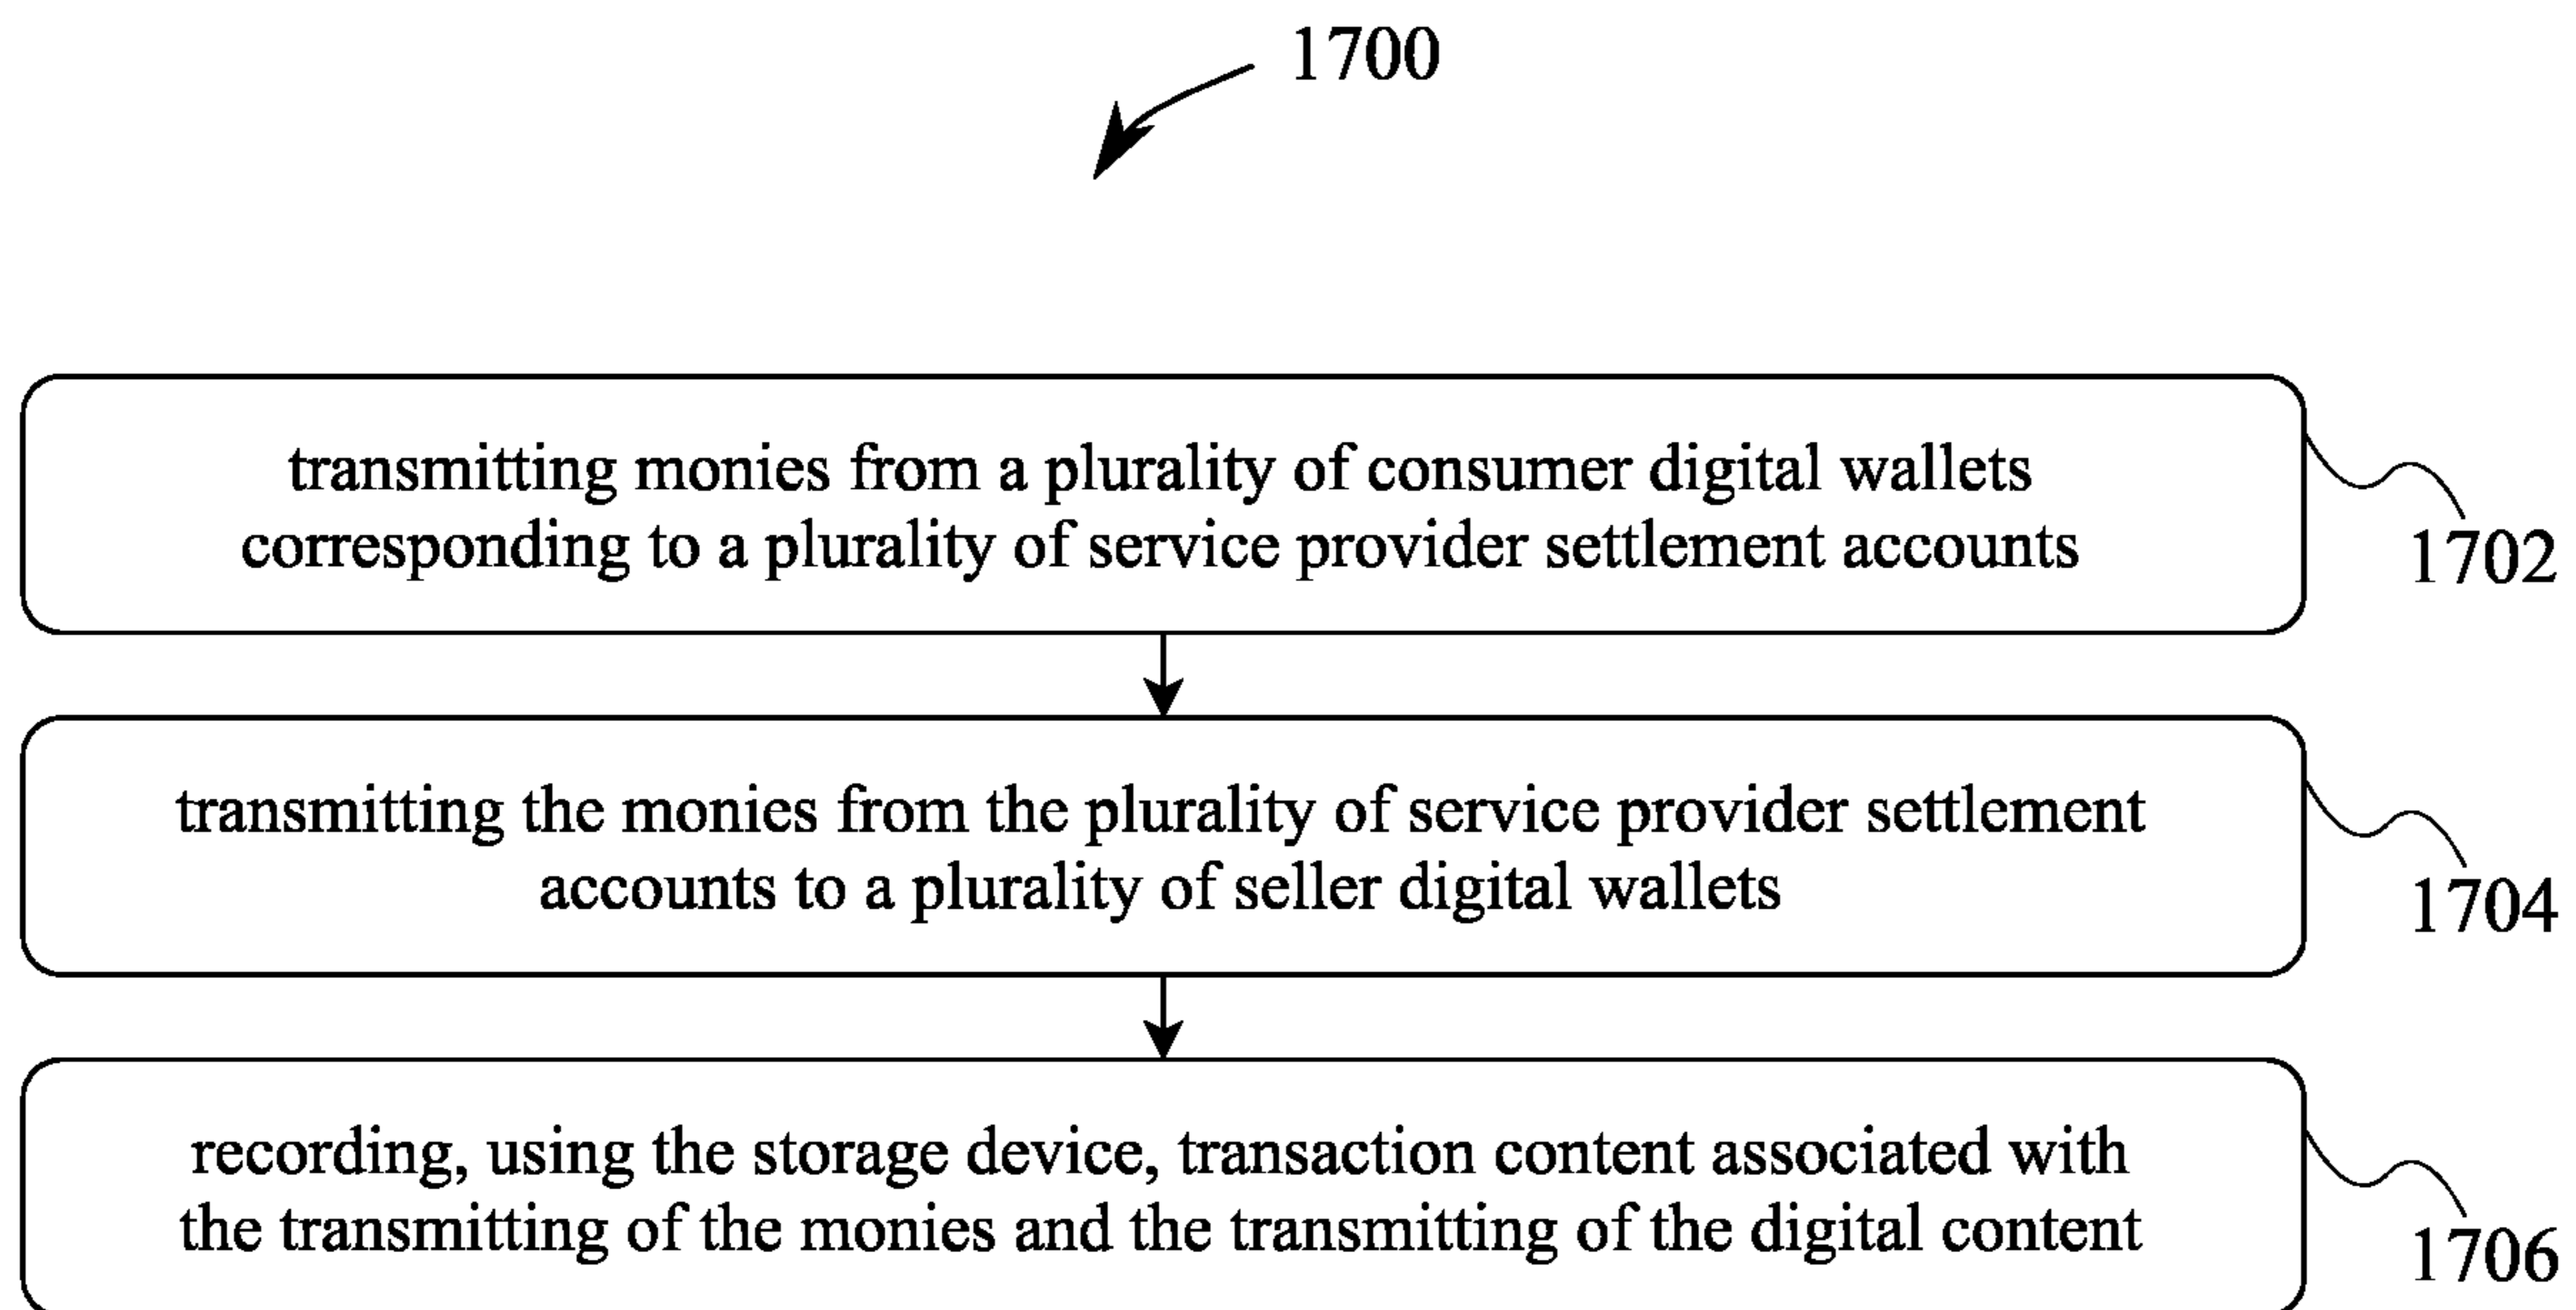 1700
transmitting monies from a plurality of consumer digital wallets
corresponding to a plurality of service provider settlement accounts
1702
transmitting the monies from the plurality of service provider settlement
accounts to a plurality of seller digital wallets
1704
recording, using the storage device, transaction content associated with
the transmitting of the monies and the transmitting of the digital content
1706